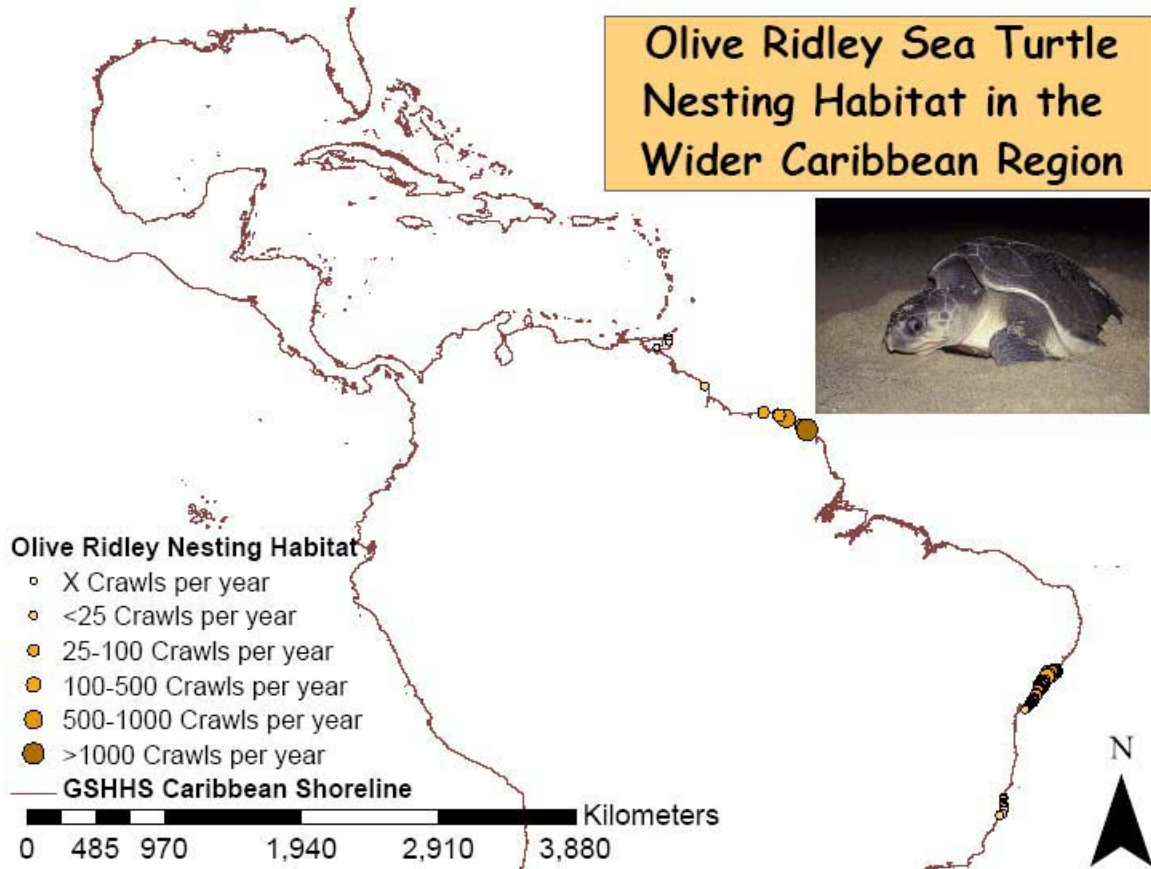 Olive Ridley Sea Turtle
Nesting Habitat in the
Wider Caribbean Region
Olive Ridley Nesting Habitat
X Crawls per year
<25 Crawls per year
25-100 Crawls per year
100-500 Crawls per year
500-1000 Crawls per year
>1000 Crawls per year
GSHHS Caribbean Shoreline
Kilometers
0 485 970 1,940 2,910 3,880
N